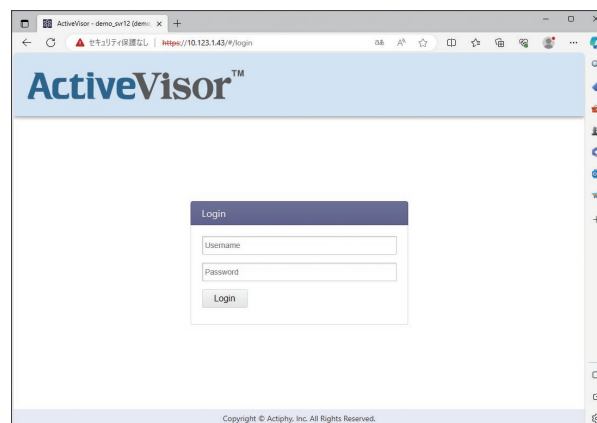 ActiveVisor - demo_svr12 (demo
セキュリティ保護なし | https://10.123.1.43/#/login
ActiveVisor™
Login
Username
Password
Login
Copyright © Actiphy, Inc. All Rights Reserved.